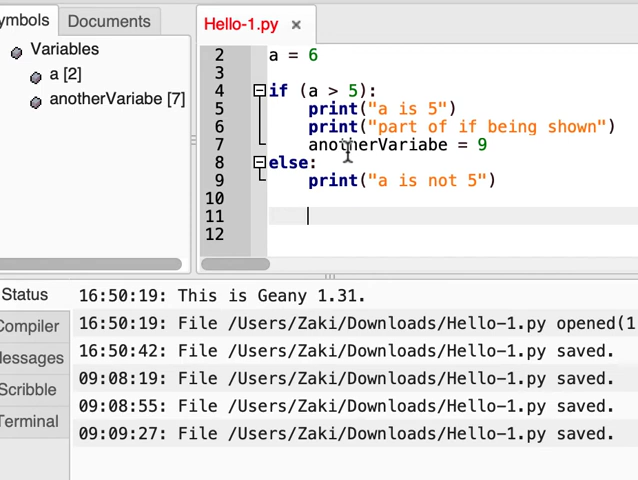 ymbols
Documents
Variables
a [2]
anotherVariabe [7]
Hello-1.py ×
2 a = 6
3
4 if (a > 5):
5 print("a is 5")
6 print("part of if being shown")
7 anotherVariabe = 9
8 else:
9 print("a is not 5")
10
11
12
Status
Compiler
essages
Scribble
Terminal
16:50:19: This is Geany 1.31.
16:50:19: File /Users/Zaki/Downloads/Hello-1.py opened(1
16:50:42: File /Users/Zaki/Downloads/Hello-1.py saved.
09:08:19: File /Users/Zaki/Downloads/Hello-1.py saved.
09:08:55: File /Users/Zaki/Downloads/Hello-1.py saved.
09:09:27: File /Users/Zaki/Downloads/Hello-1.py saved.